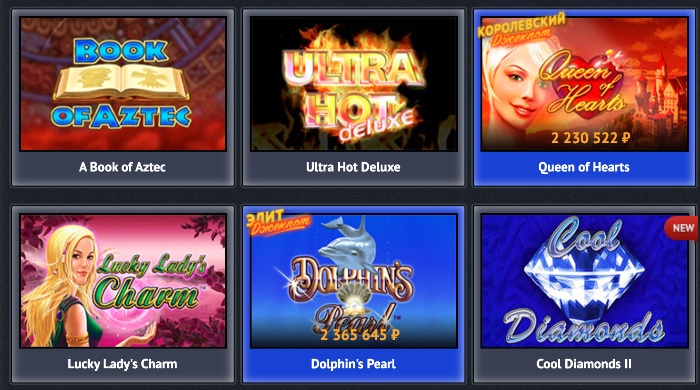 BOOK
OF AZTEC
A Book of Aztec
ULTRA
HOT
deluxe
Ultra Hot Deluxe
КОРОЛЕВСКИЙ
Джекпот
Queen
of
Hearts
2 230 522 ₽
Queen of Hearts
Lucky Lady's
Charm™
Lucky Lady's Charm
ЭЛИТ
Джекпот
DOLPHIN'S
Pearl™
2 365 645 ₽
Dolphin's Pearl
NEW
Cool
Diamonds
Cool Diamonds II